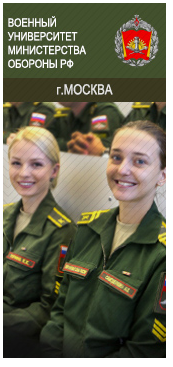 ВОЕННЫЙ
УНИВЕРСИТЕТ
МИНИСТЕРСТВА
ОБОРОНЫ РФ
г.МОСКВА